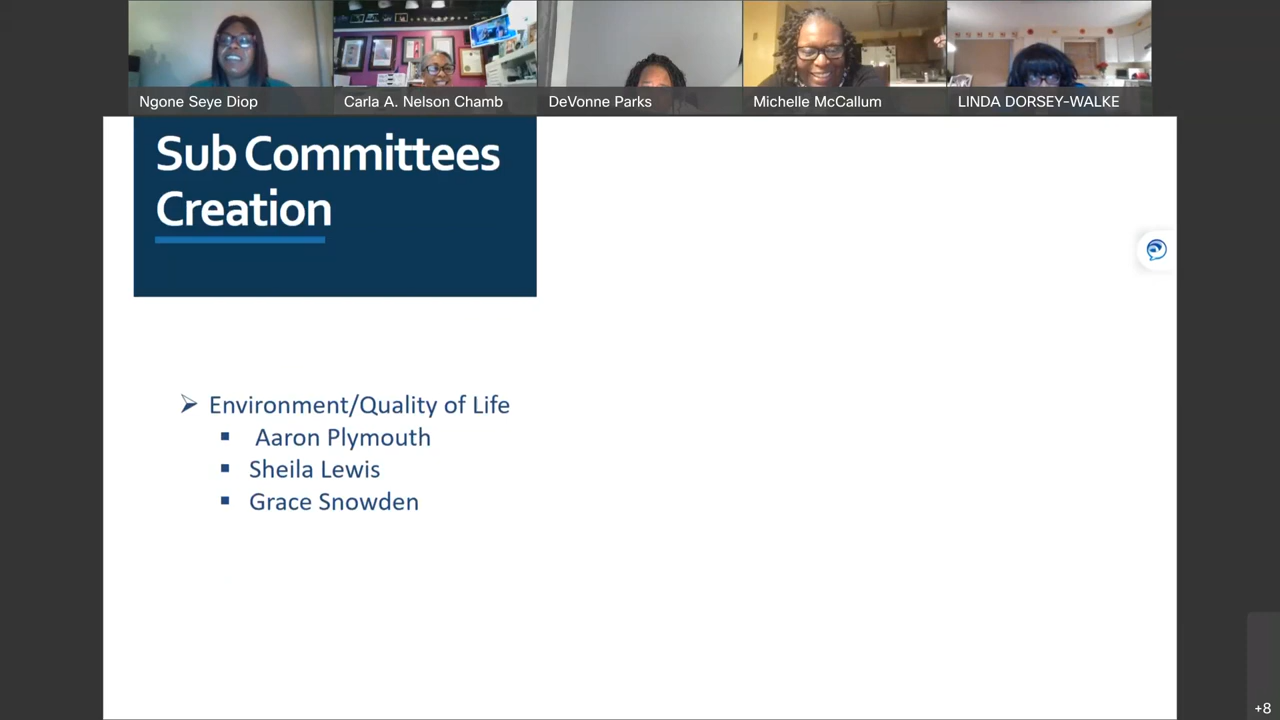 Ngone Seye Diop
Carla A. Nelson Chamb
DeVonne Parks
Michelle McCallum
LINDA DORSEY-WALKE
Sub Committees
Creation
Environment/Quality of Life
Aaron Plymouth
Sheila Lewis
Grace Snowden
+8